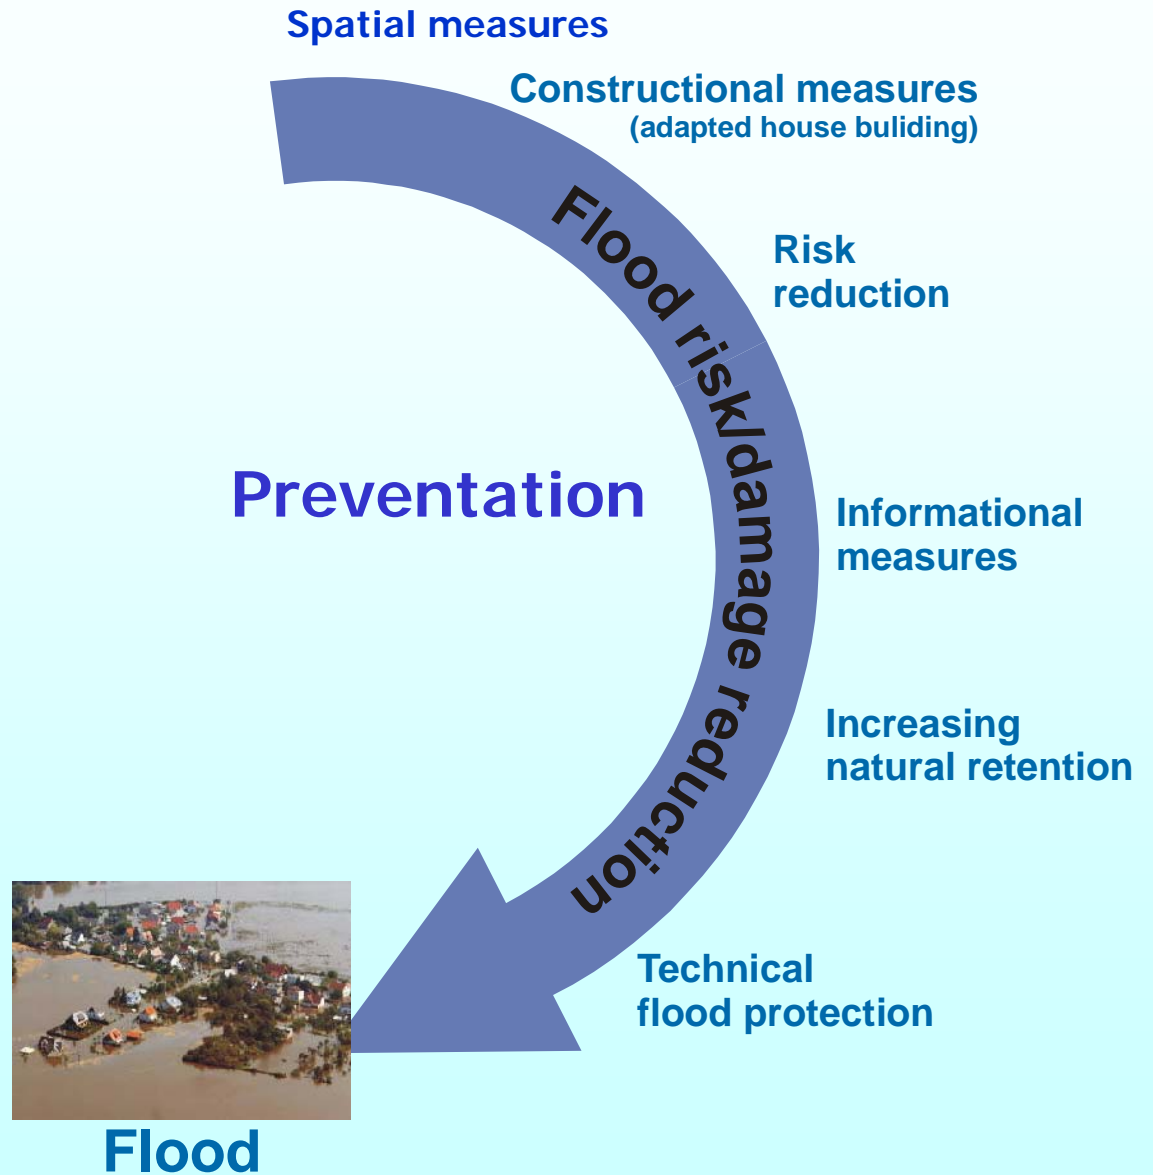 Spatial measures
Constructional measures
(adapted house buliding)
Risk
reduction
Flood risk/damage reduction
Preventation
Informational
measures
Increasing
natural retention
Technical
flood protection
Flood